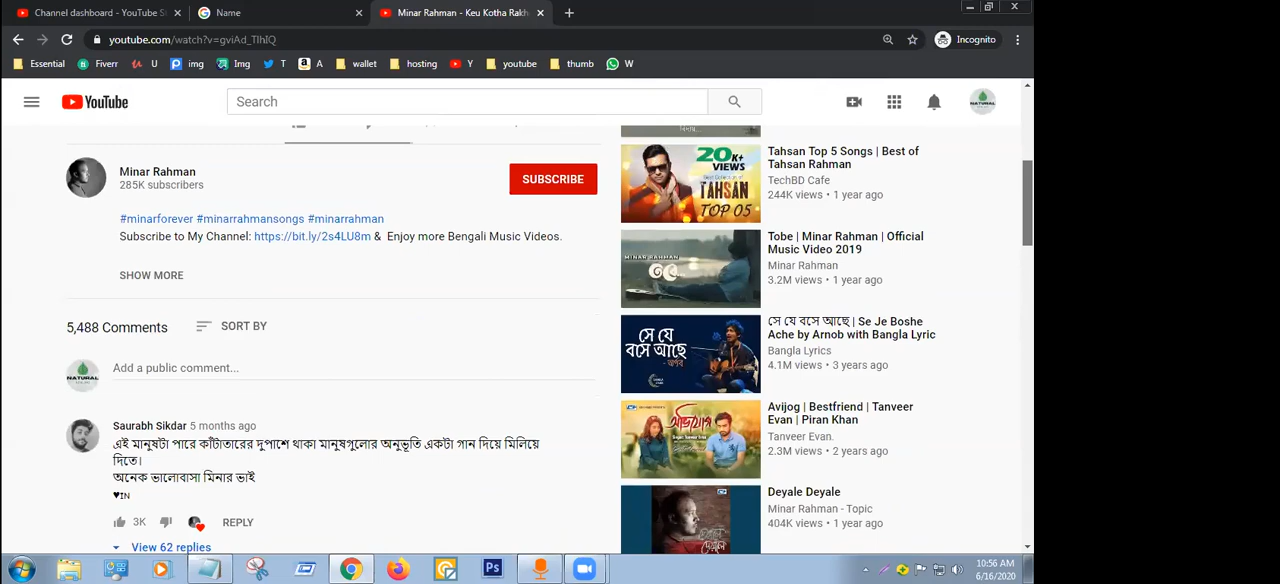 Channel dashboard - YouTube S
Name
Minar Rahman - Keu Kotha Rakh
youtube.com/watch?v=gviAd_TIhIQ
Incognito
Essential
Fiverr
U
img
Img
T
A
wallet
hosting
Y
youtube
thumb
W
YouTube
Search
Minar Rahman
285K subscribers
SUBSCRIBE
#minarforever #minarrahmansongs #minarrahman
Subscribe to My Channel: https://bit.ly/2s4LU8m & Enjoy more Bengali Music Videos.
SHOW MORE
5,488 Comments
SORT BY
NATURAL
Add a public comment...
Saurabh Sikdar 5 months ago
এই মানুষটা পারে কাঁটাতারের দুপাশে থাকা মানুষগুলোর অনুভূতি একটা গান দিয়ে মিলিয়ে
দিতে।
অনেক ভালোবাসা মিনার ভাই
♥ɪɴ
3K
REPLY
View 62 replies
20K+
VIEWS
TAHSAN
TOP 05
Tahsan Top 5 Songs | Best of
Tahsan Rahman
TechBD Cafe
244K views • 1 year ago
MINAR RAHMAN
Tobe | Minar Rahman | Official
Music Video 2019
Minar Rahman
3.2M views • 1 year ago
সে যে
বসে আছে
সে যে বসে আছে | Se Je Boshe
Ache by Arnob with Bangla Lyric
Bangla Lyrics
4.1M views • 3 years ago
অভিযোগ
Avijog | Bestfriend | Tanveer
Evan | Piran Khan
Tanveer Evan.
2.3M views • 2 years ago
Deyale Deyale
Minar Rahman - Topic
404K views • 1 year ago
Ps
10:56 AM
6/16/2020